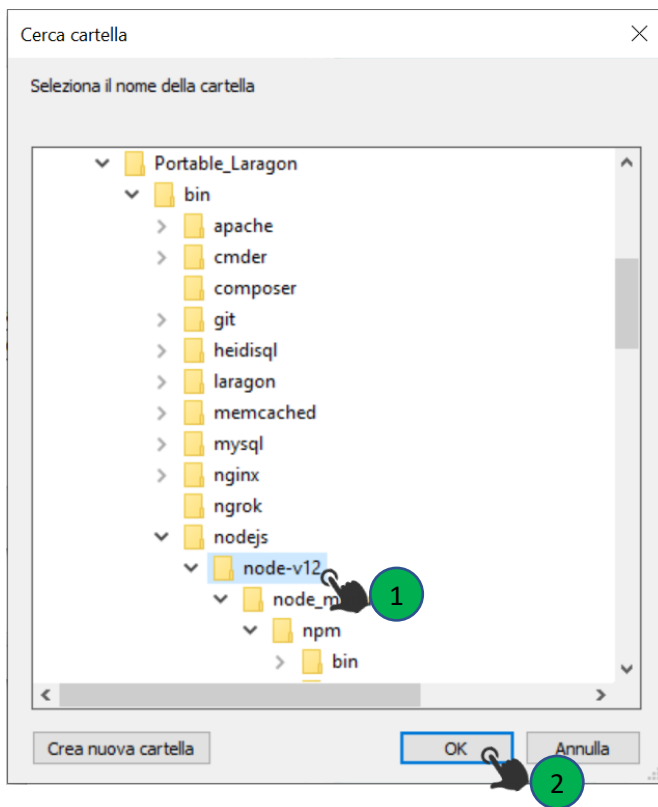 Cerca cartella
Seleziona il nome della cartella
Portable_Laragon
bin
apache
cmder
composer
git
heidisql
laragon
memcached
mysql
nginx
ngrok
nodejs
node-v12
node_m
1
npm
bin
Crea nuova cartella
OK
Annulla
2